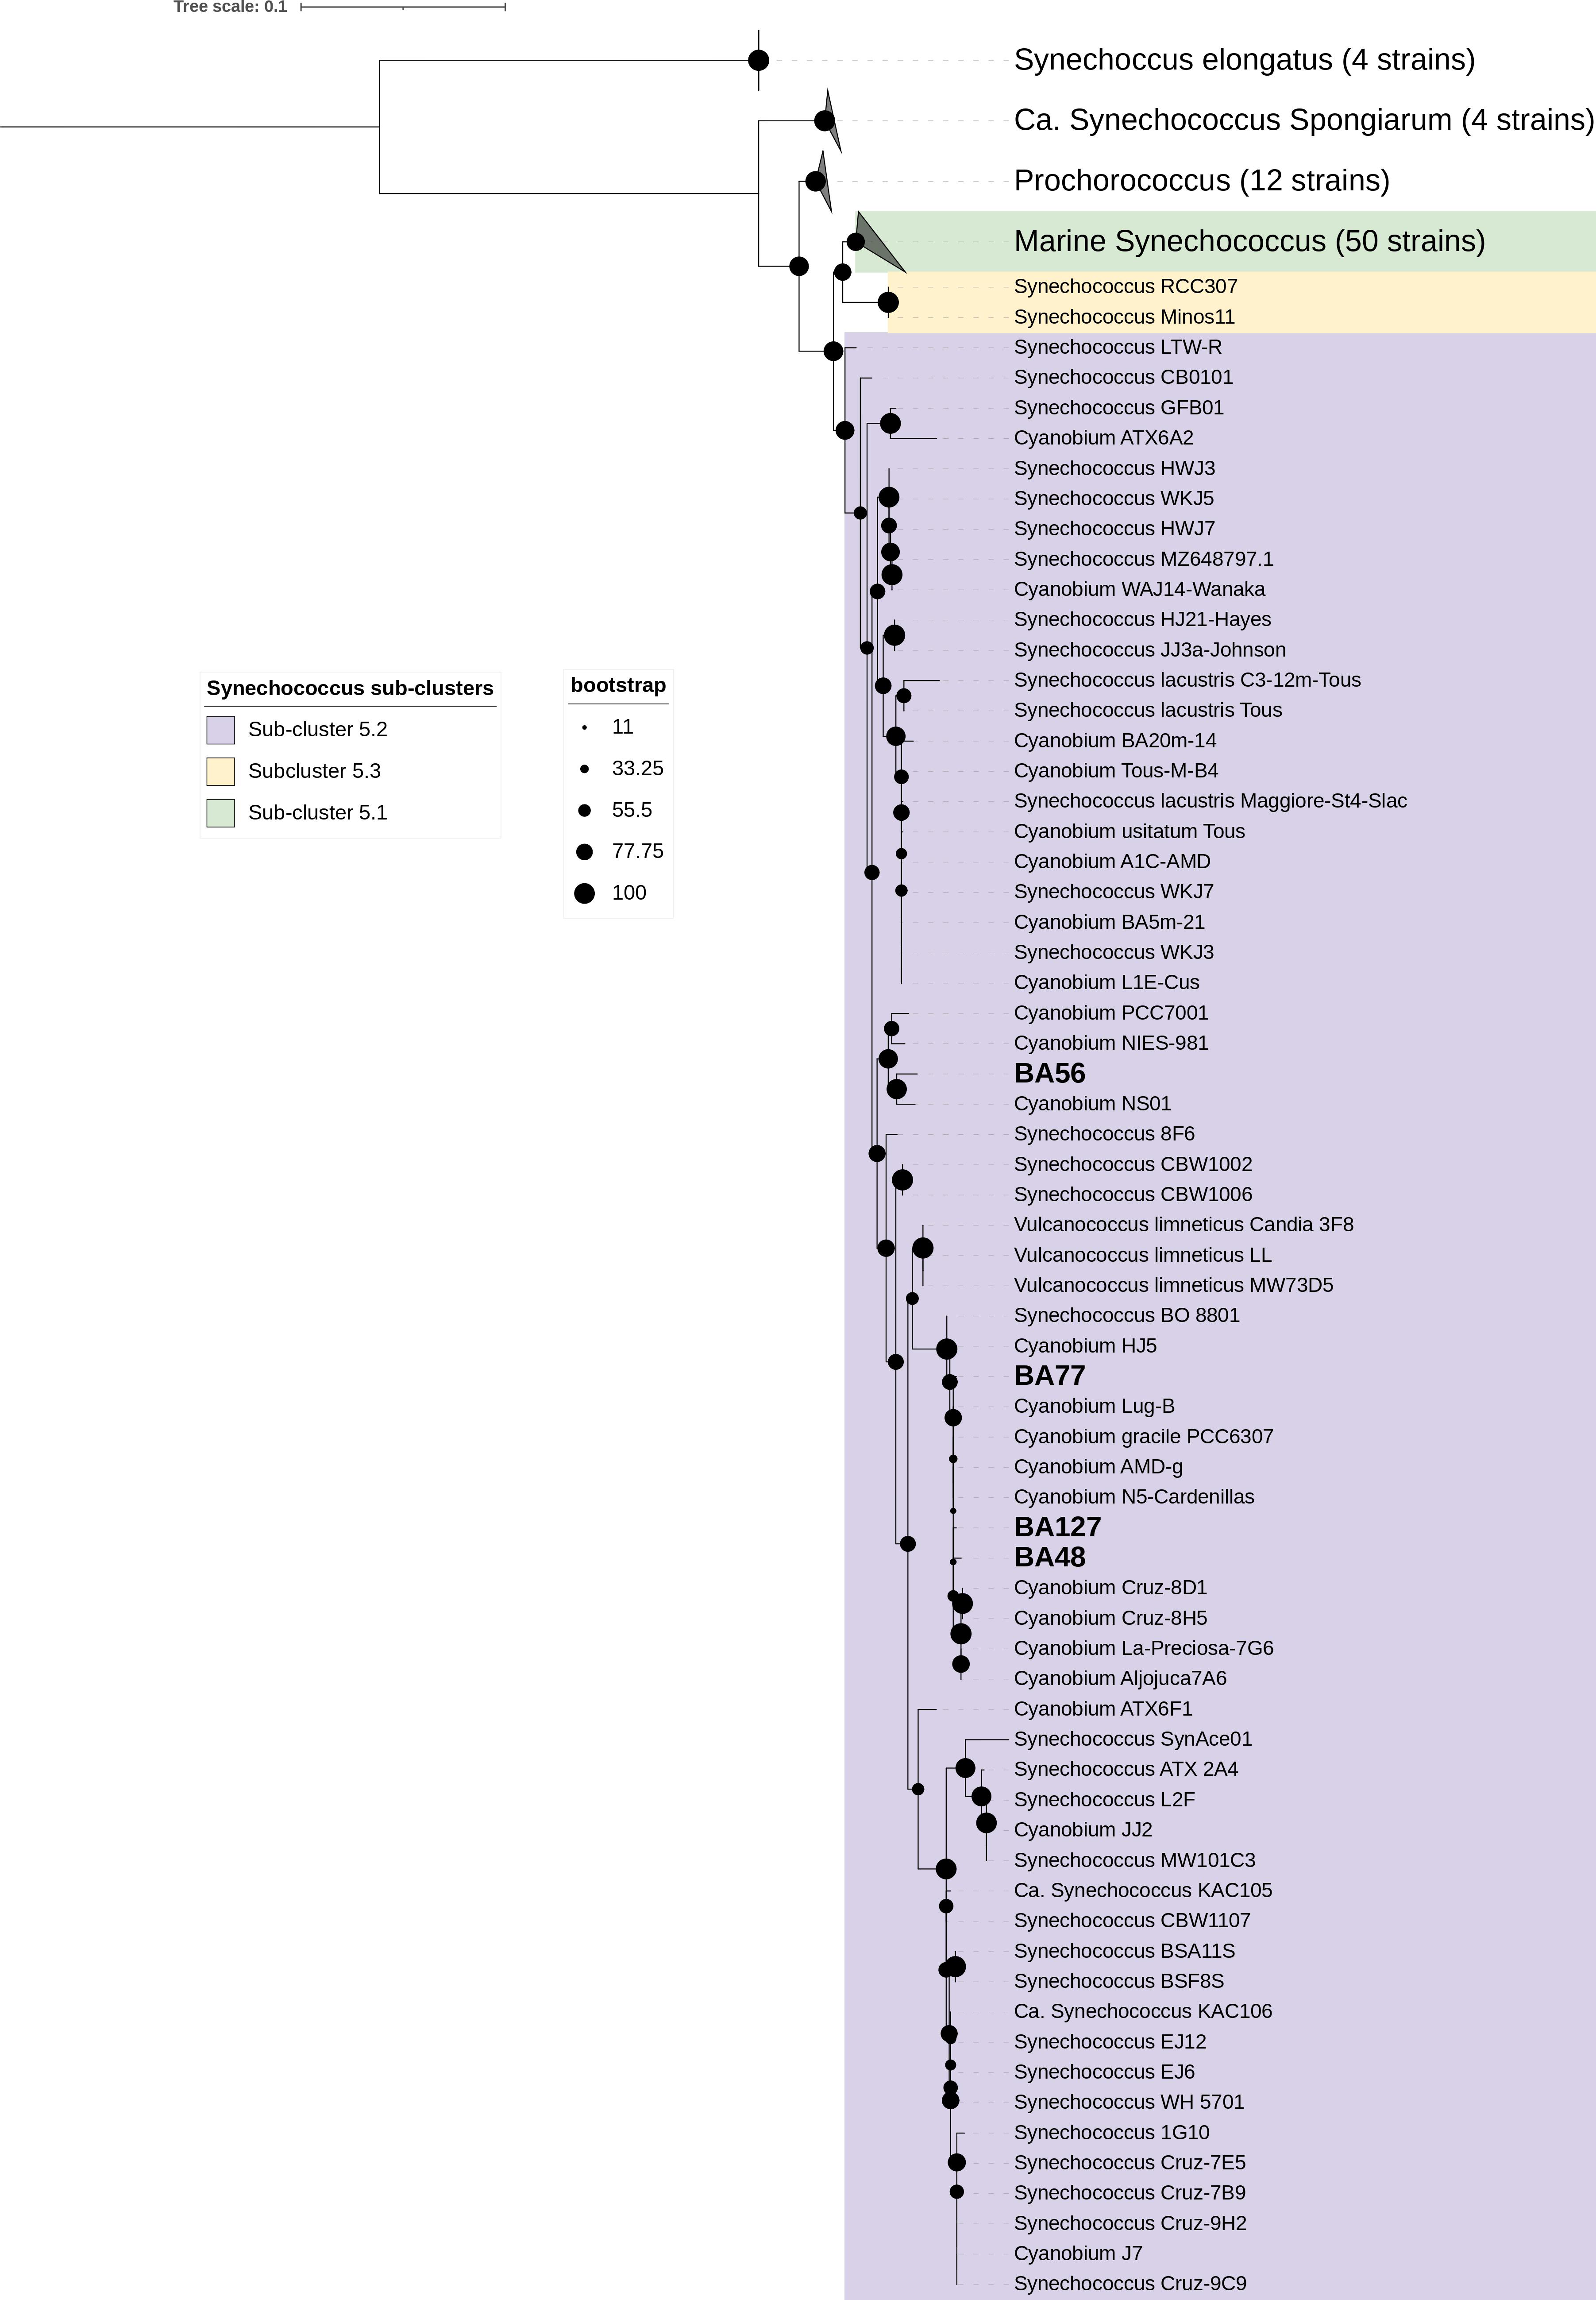 Tree scale: 0.1
Synechoccus elongatus (4 strains)
Ca. Synechococcus Spongiarum (4 strains)
Prochorococcus (12 strains)
Marine Synechococcus (50 strains)
Synechococcus RCC307
Synechococcus Minos11
Synechococcus LTW-R
Synechococcus CB0101
Synechococcus GFB01
Cyanobium ATX6A2
Synechococcus HWJ3
Synechococcus WKJ5
Synechococcus HWJ7
Synechococcus MZ648797.1
Cyanobium WAJ14-Wanaka
Synechococcus HJ21-Hayes
Synechococcus JJ3a-Johnson
Synechococcus lacustris C3-12m-Tous
Synechococcus lacustris Tous
Cyanobium BA20m-14
Cyanobium Tous-M-B4
Synechococcus lacustris Maggiore-St4-Slac
Cyanobium usitatum Tous
Cyanobium A1C-AMD
Synechococcus WKJ7
Cyanobium BA5m-21
Synechococcus WKJ3
Cyanobium L1E-Cus
Cyanobium PCC7001
Cyanobium NIES-981
BA56
Cyanobium NS01
Synechococcus 8F6
Synechococcus CBW1002
Synechococcus CBW1006
Vulcanococcus limneticus Candia 3F8
Vulcanococcus limneticus LL
Vulcanococcus limneticus MW73D5
Synechococcus BO 8801
Cyanobium HJ5
BA77
Cyanobium Lug-B
Cyanobium gracile PCC6307
Cyanobium AMD-g
Cyanobium N5-Cardenillas
BA127
BA48
Cyanobium Cruz-8D1
Cyanobium Cruz-8H5
Cyanobium La-Preciosa-7G6
Cyanobium Aljojuca7A6
Cyanobium ATX6F1
Synechococcus SynAce01
Synechococcus ATX 2A4
Synechococcus L2F
Cyanobium JJ2
Synechococcus MW101C3
Ca. Synechococcus KAC105
Synechococcus CBW1107
Synechococcus BSA11S
Synechococcus BSF8S
Ca. Synechococcus KAC106
Synechococcus EJ12
Synechococcus EJ6
Synechococcus WH 5701
Synechococcus 1G10
Synechococcus Cruz-7E5
Synechococcus Cruz-7B9
Synechococcus Cruz-9H2
Cyanobium J7
Synechococcus Cruz-9C9
Synechococcus sub-clusters
Sub-cluster 5.2
Subcluster 5.3
Sub-cluster 5.1
bootstrap
11
33.25
55.5
77.75
100